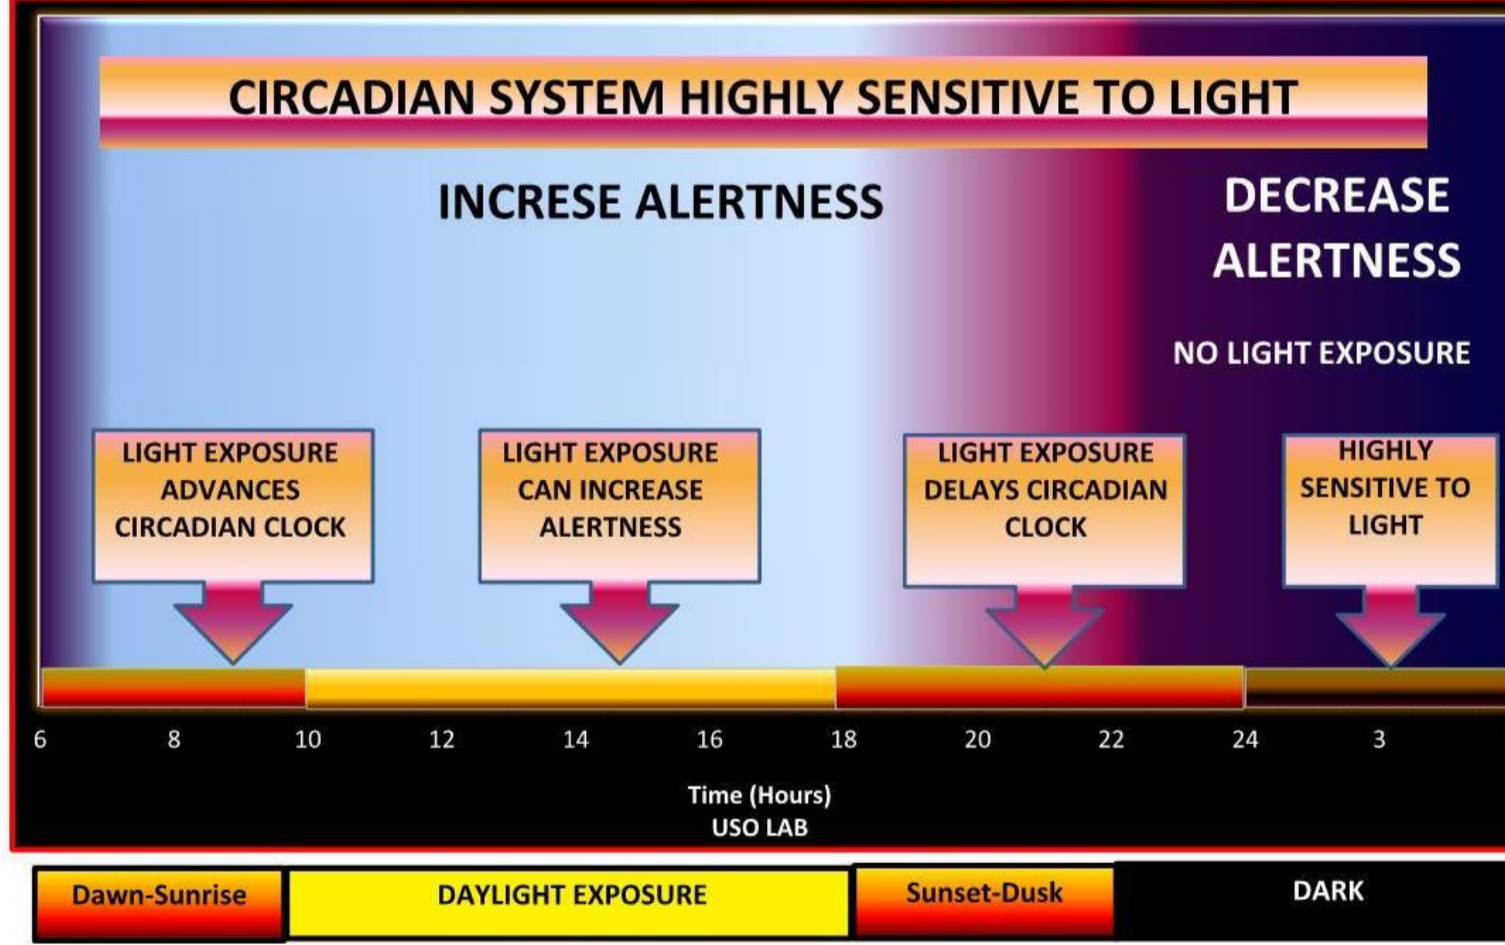 CIRCADIAN SYSTEM HIGHLY SENSITIVE TO LIGHT
INCRESE ALERTNESS
DECREASE
ALERTNESS
NO LIGHT EXPOSURE
LIGHT EXPOSURE
ADVANCES
CIRCADIAN CLOCK
LIGHT EXPOSURE
CAN INCREASE
ALERTNESS
LIGHT EXPOSURE
DELAYS CIRCADIAN
CLOCK
HIGHLY
SENSITIVE TO
LIGHT
6 8 10 12 14 16 18 20 22 24 3
Time (Hours)
USO LAB
Dawn-Sunrise
DAYLIGHT EXPOSURE
Sunset-Dusk
DARK